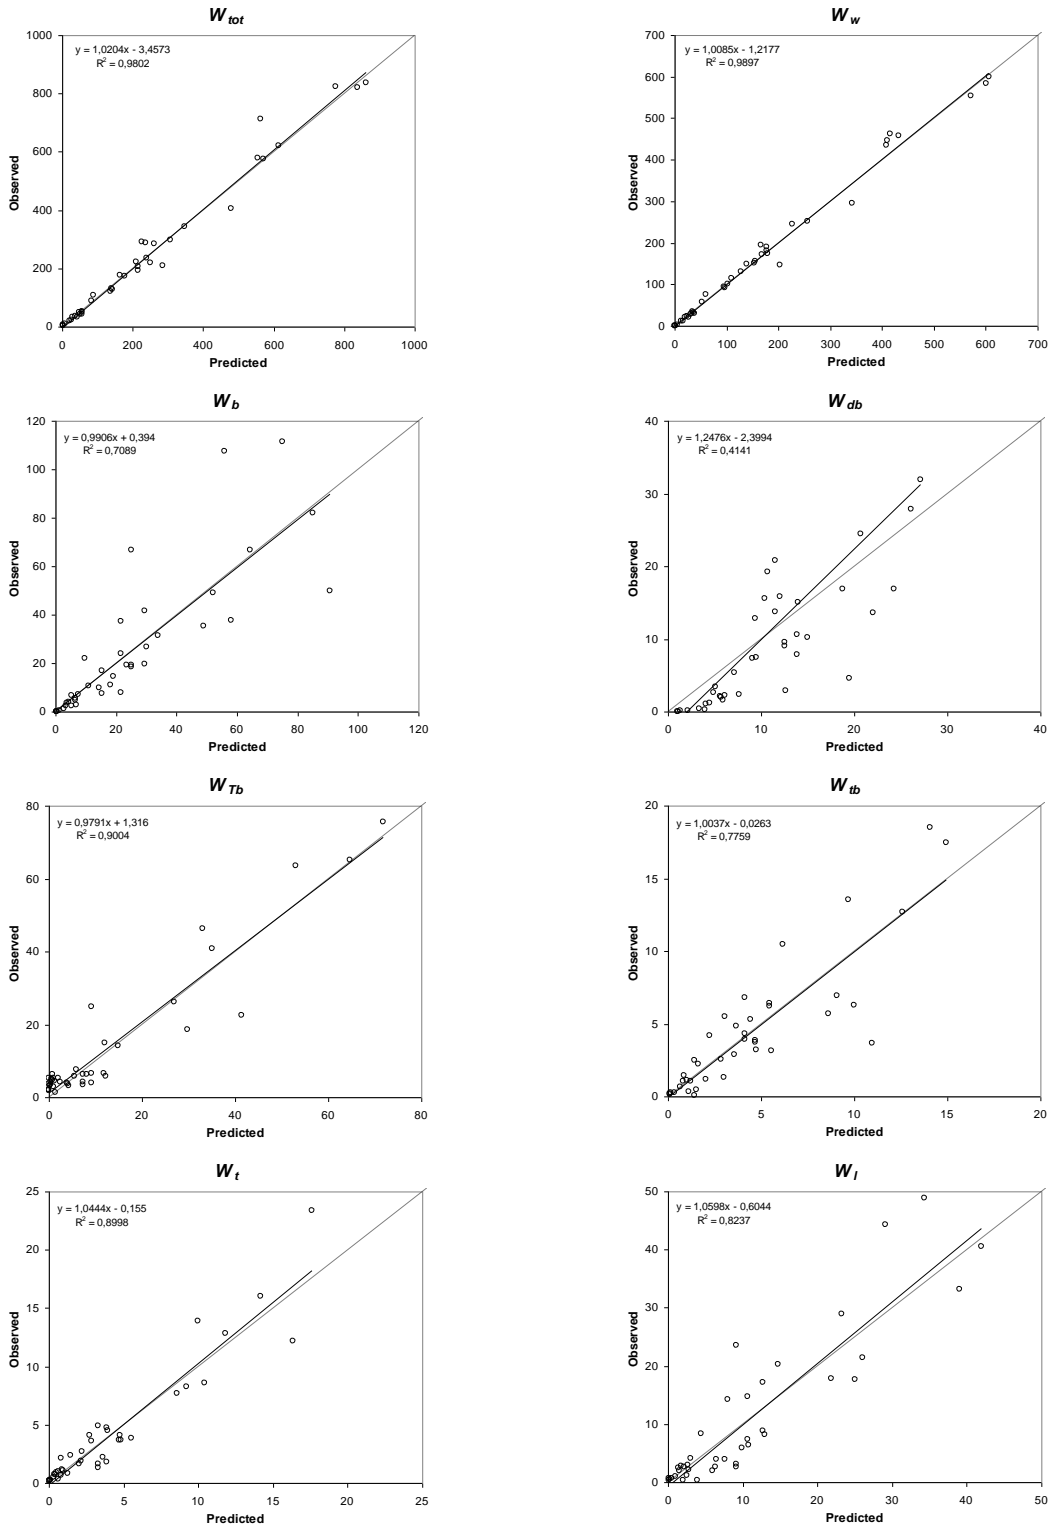 W tot
1000
800
600
400
200
0
y = 1,0204x - 3,4573
R² = 0,9802
Observed
0 200 400 600 800 1000
Predicted
W w
700
600
500
400
300
200
100
0
y = 1,0085x - 1,2177
R² = 0,9897
Observed
0 100 200 300 400 500 600 700
Predicted
W b
120
100
80
60
40
20
0
y = 0,9906x + 0,394
R² = 0,7089
Observed
0 20 40 60 80 100 120
Predicted
W db
40
30
20
10
0
y = 1,2476x - 2,3994
R² = 0,4141
Observed
0 10 20 30 40
Predicted
W Tb
80
60
40
20
0
y = 0,9791x + 1,316
R² = 0,9004
Observed
0 20 40 60 80
Predicted
W tb
20
15
10
5
0
y = 1,0037x - 0,0263
R² = 0,7759
Observed
0 5 10 15 20
Predicted
W t
25
20
15
10
5
0
y = 1,0444x - 0,155
R² = 0,8998
Observed
0 5 10 15 20 25
Predicted
W l
50
40
30
20
10
0
y = 1,0598x - 0,6044
R² = 0,8237
Observed
0 10 20 30 40 50
Predicted